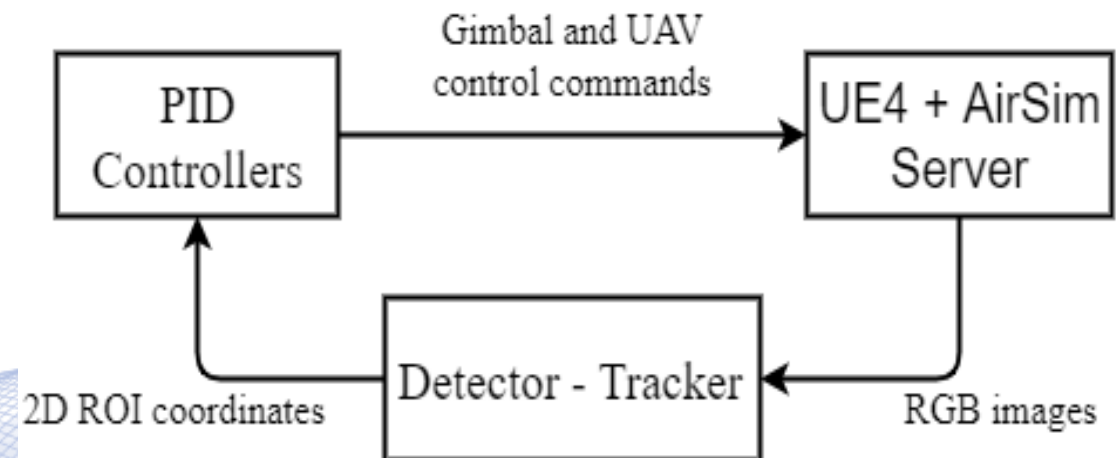 Gimbal and UAV
control commands
PID
Controllers
UE4 + AirSim
Server
Detector - Tracker
2D ROI coordinates
RGB images